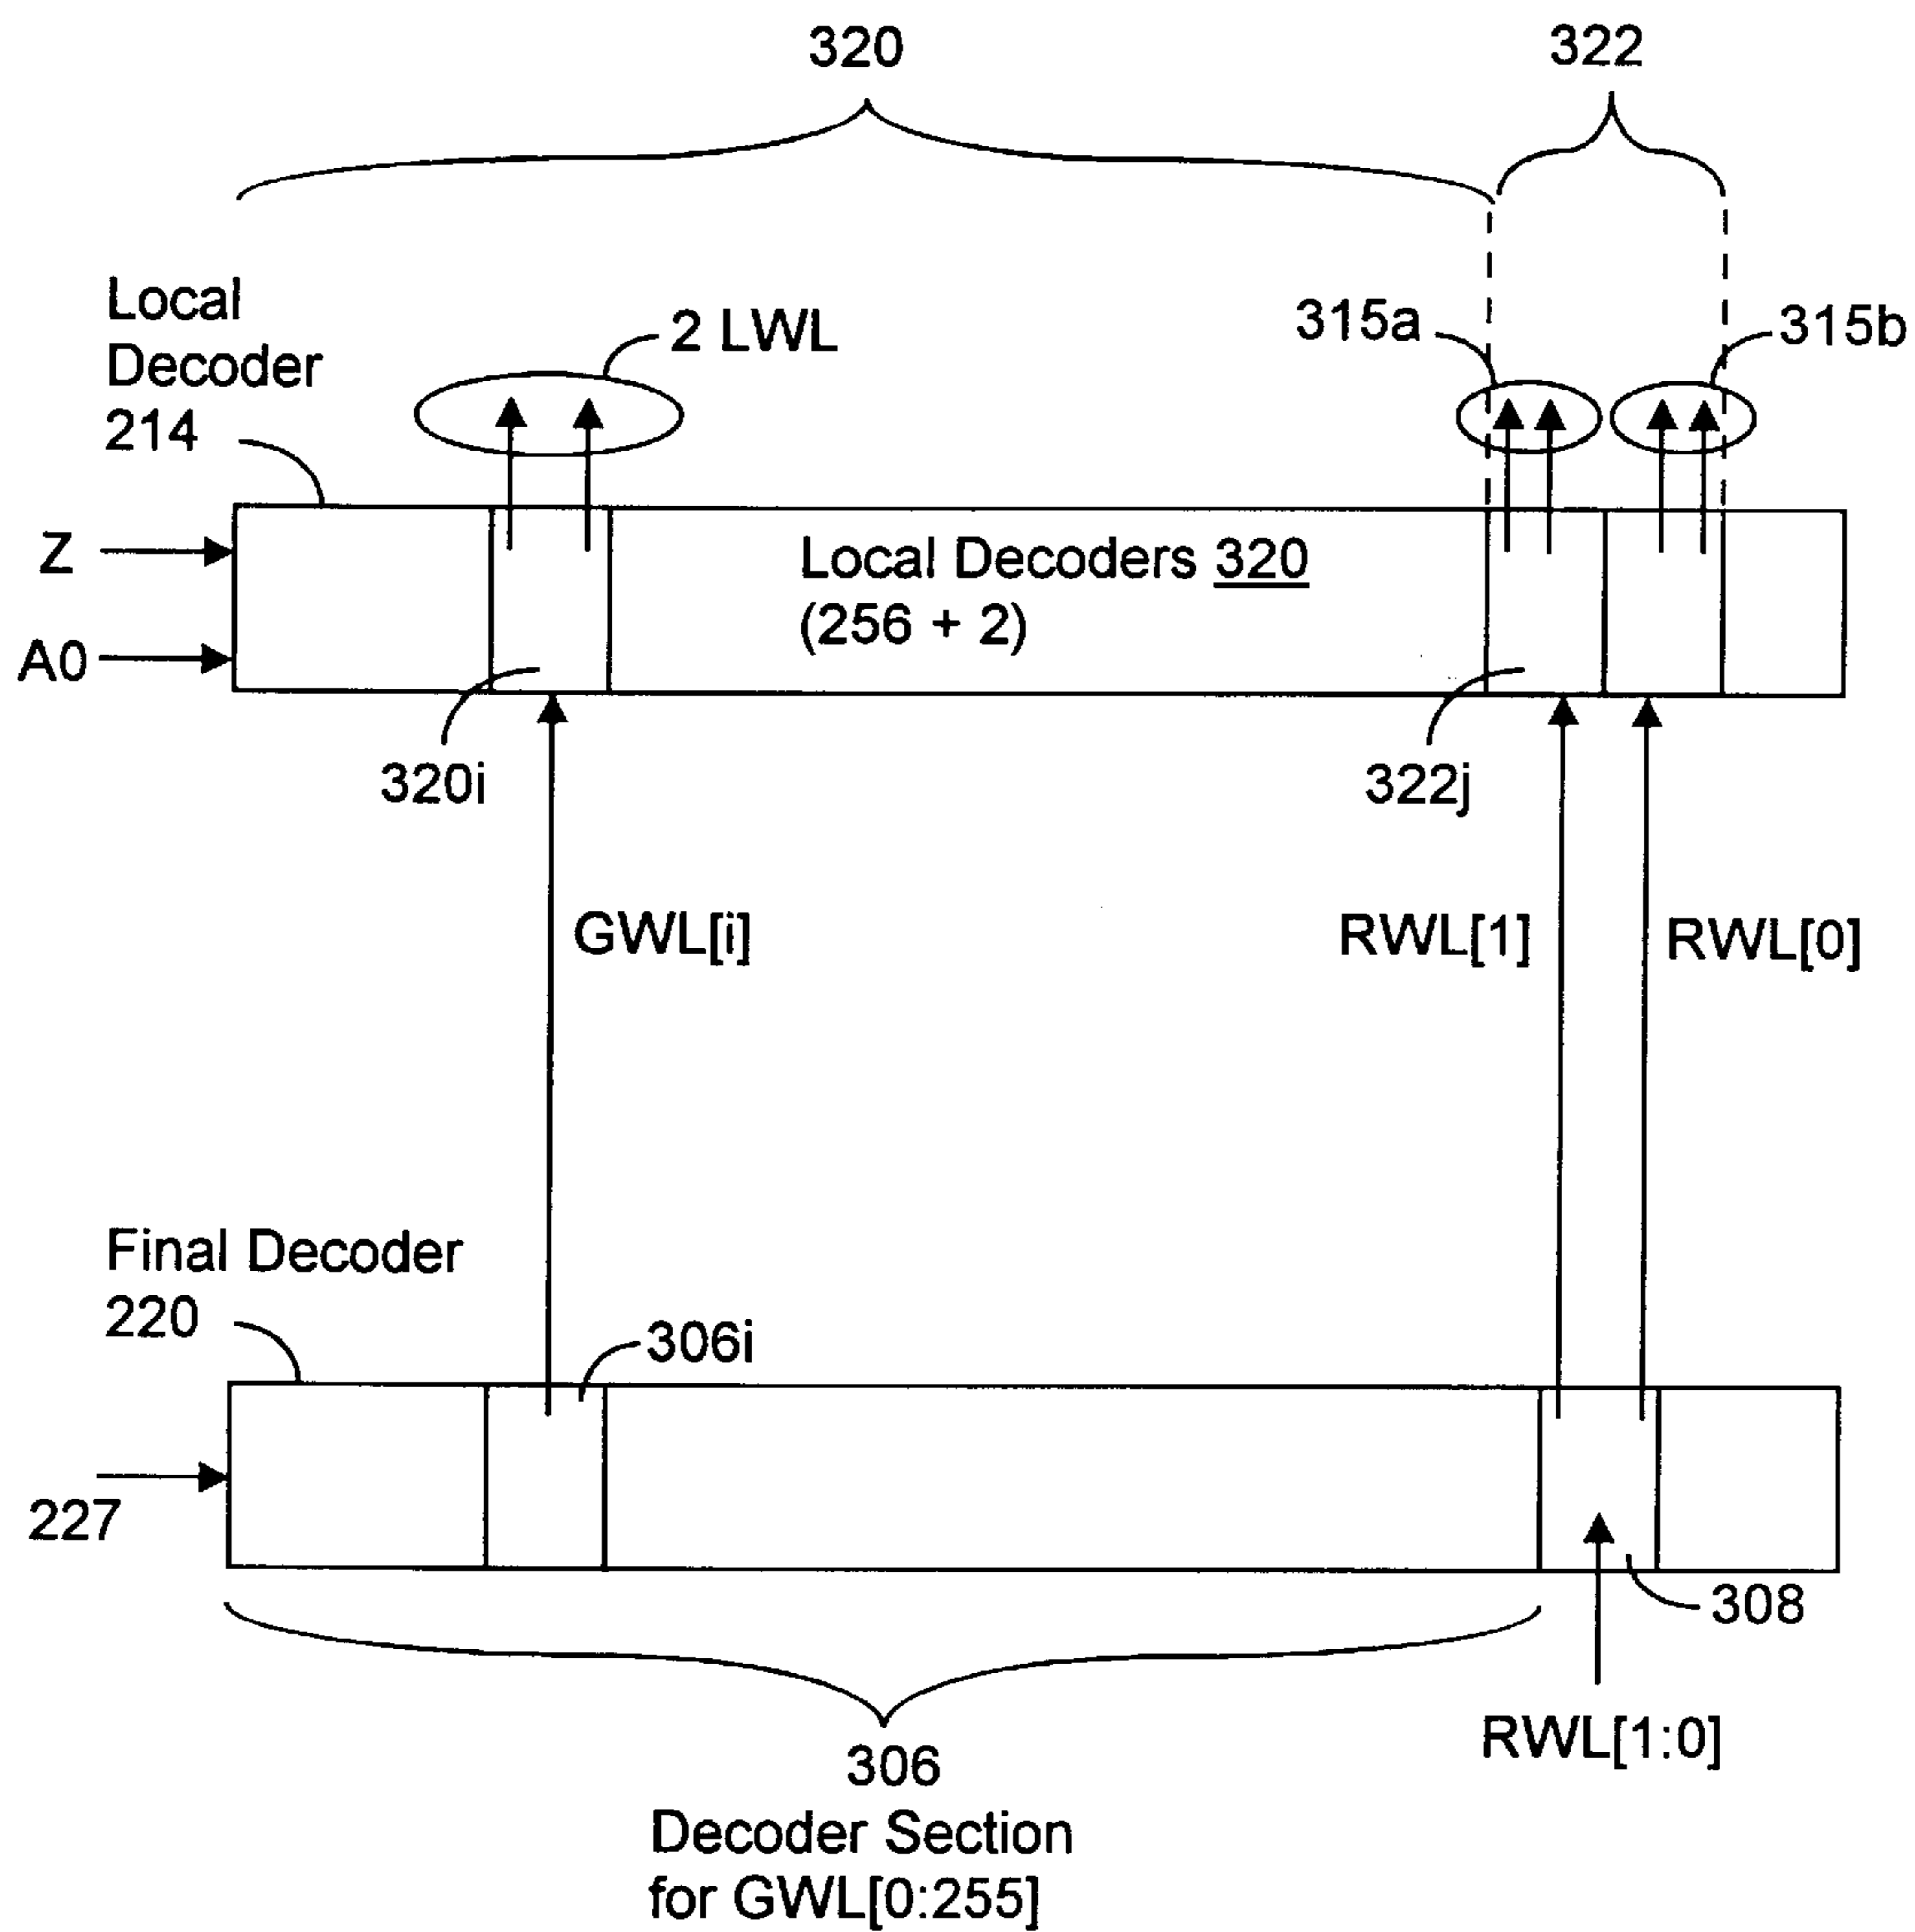 320
322
Local
Decoder
214
2 LWL
315a
315b
Z
Local Decoders 320
(256 + 2)
A0
320i
322j
GWL[i]
RWL[1]
RWL[0]
Final Decoder
220
306i
227
308
RWL[1:0]
306
Decoder Section
for GWL[0:255]